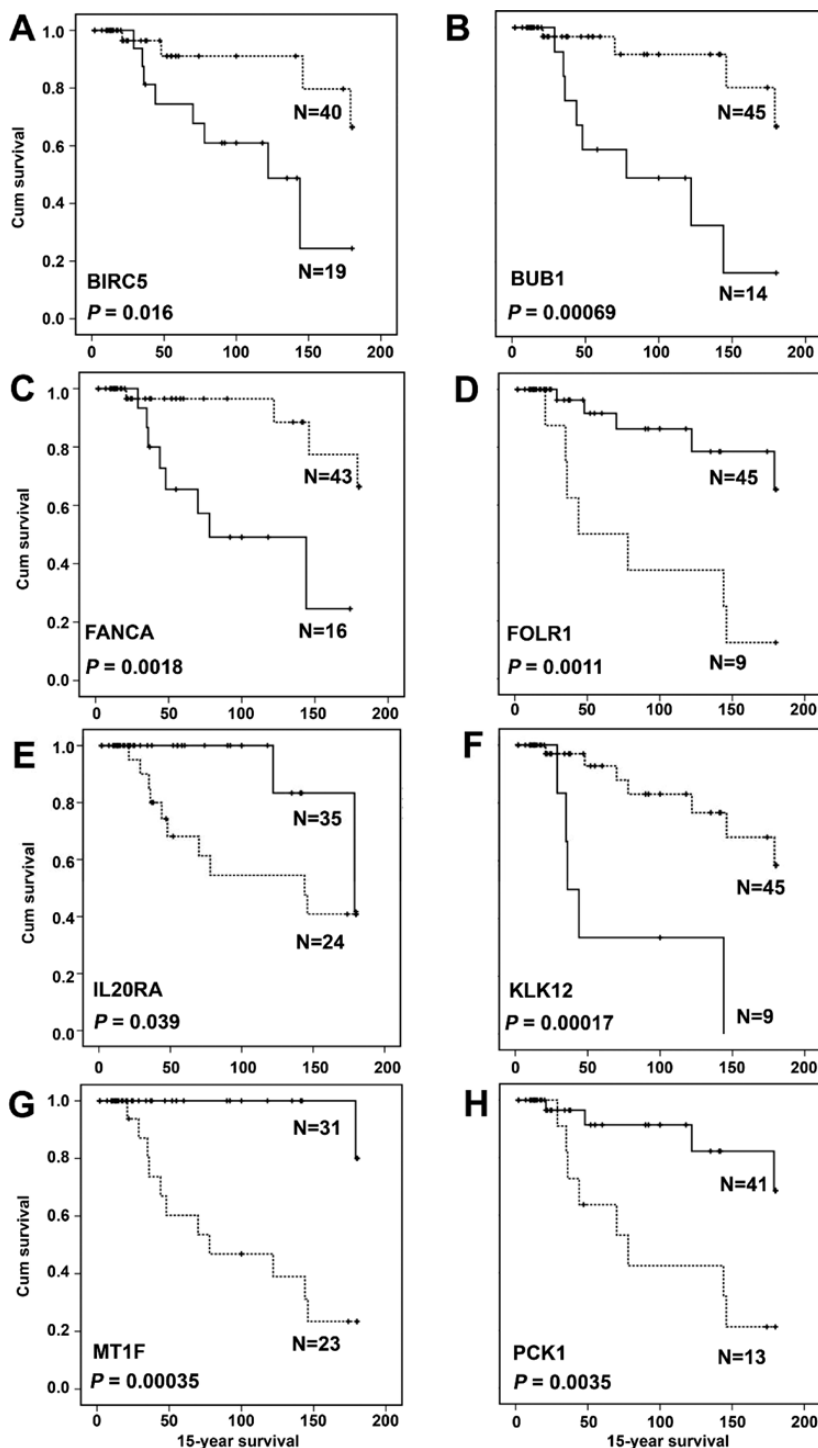 A
B
1.0
0.8
0.6
0.4
0.2
0.0
Cum survival
N=40
N=19
BIRC5
P = 0.016
N=45
N=14
BUB1
P = 0.00069
0 50 100 150 200
0 50 100 150 200
C
D
1.0
0.8
0.6
0.4
0.2
0.0
Cum survival
N=43
N=16
FANCA
P = 0.0018
N=45
N=9
FOLR1
P = 0.0011
0 50 100 150 200
0 50 100 150 200
E
F
1.0
0.8
0.6
0.4
0.2
0.0
Cum survival
N=35
N=24
IL20RA
P = 0.039
N=45
N=9
KLK12
P = 0.00017
0 50 100 150 200
0 50 100 150 200
G
H
1.0
0.8
0.6
0.4
0.2
0.0
Cum survival
N=31
N=23
MT1F
P = 0.00035
N=41
N=13
PCK1
P = 0.0035
0 50 100 150 200
0 50 100 150 200
15-year survival
15-year survival